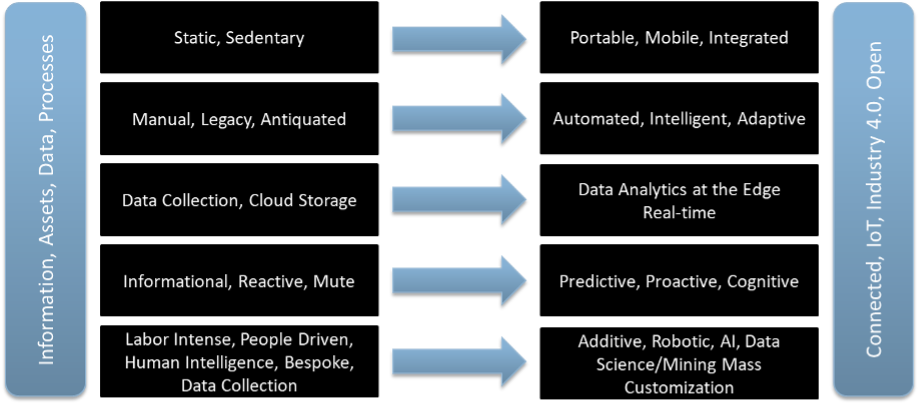 Information, Assets, Data, Processes
Static, Sedentary
Portable, Mobile, Integrated
Manual, Legacy, Antiquated
Automated, Intelligent, Adaptive
Data Collection, Cloud Storage
Data Analytics at the Edge
Real-time
Informational, Reactive, Mute
Predictive, Proactive, Cognitive
Labor Intense, People Driven,
Human Intelligence, Bespoke,
Data Collection
Additive, Robotic, AI, Data
Science/Mining Mass
Customization
Connected, IoT, Industry 4.0, Open